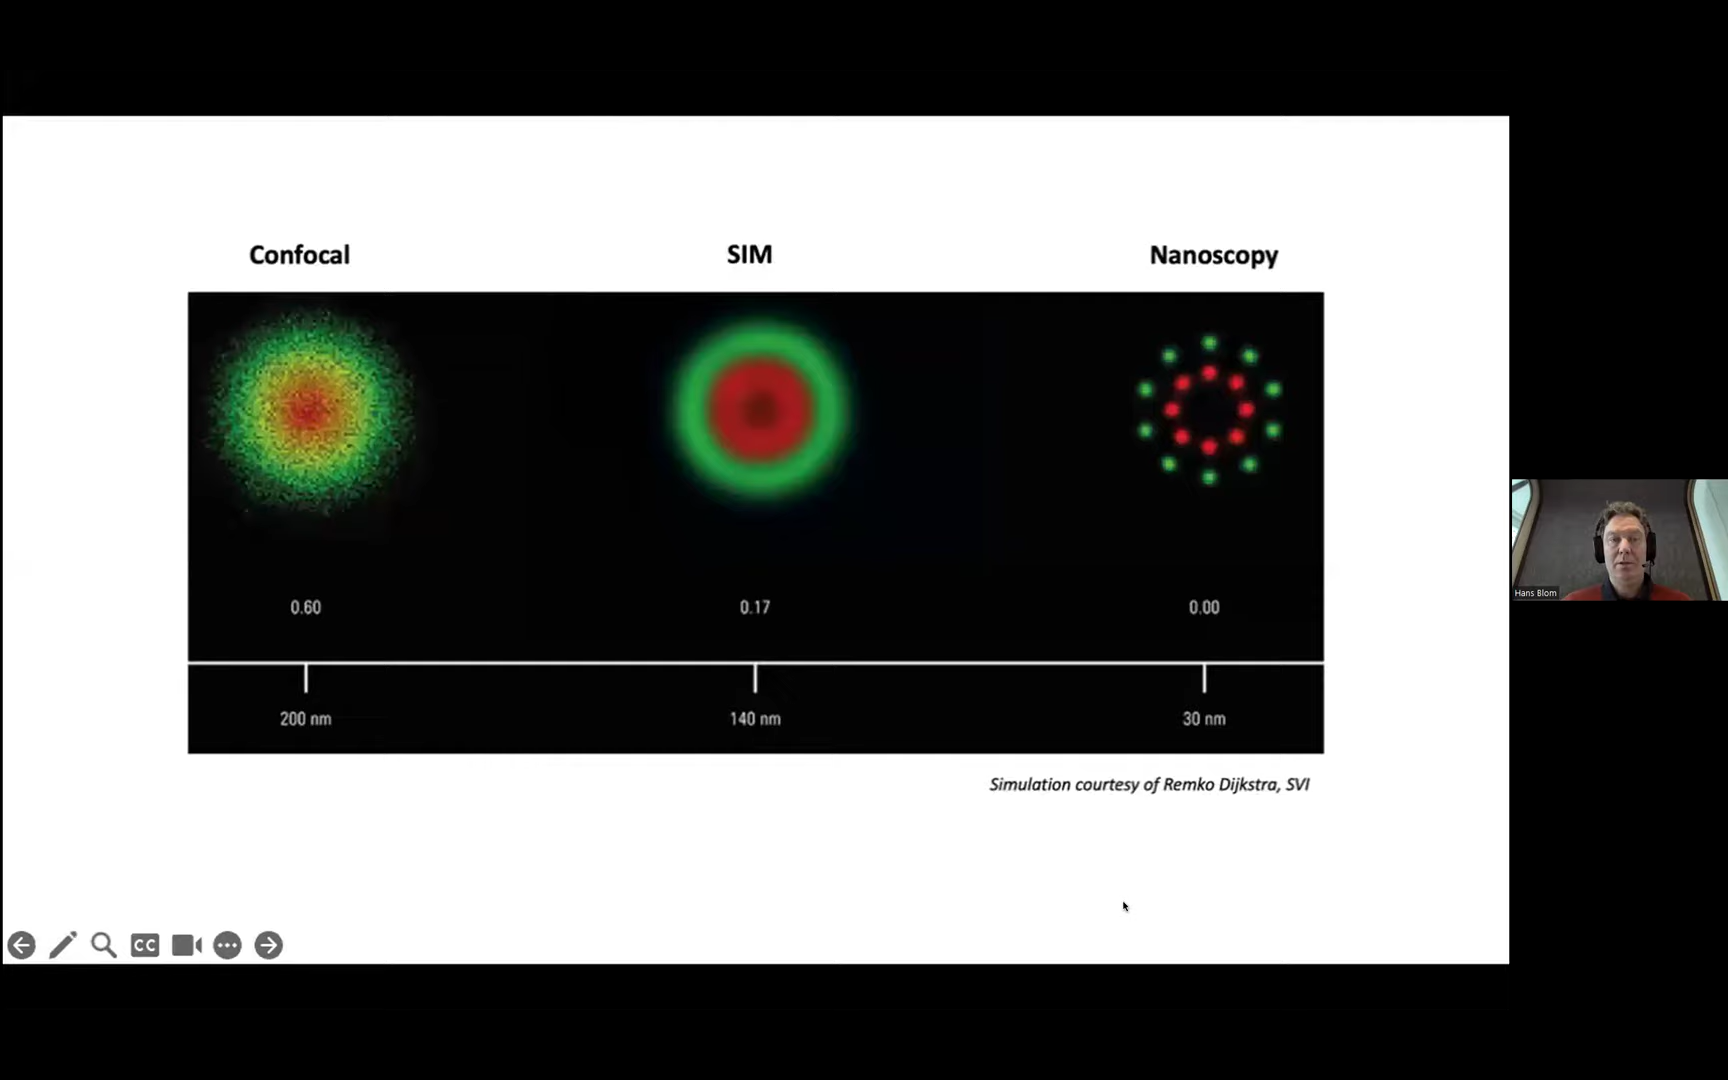 Confocal SIM Nanoscopy
0.60 0.17 0.00
200 nm 140 nm 30 nm
Simulation courtesy of Remko Dijkstra, SVI
Hans Blom
CC